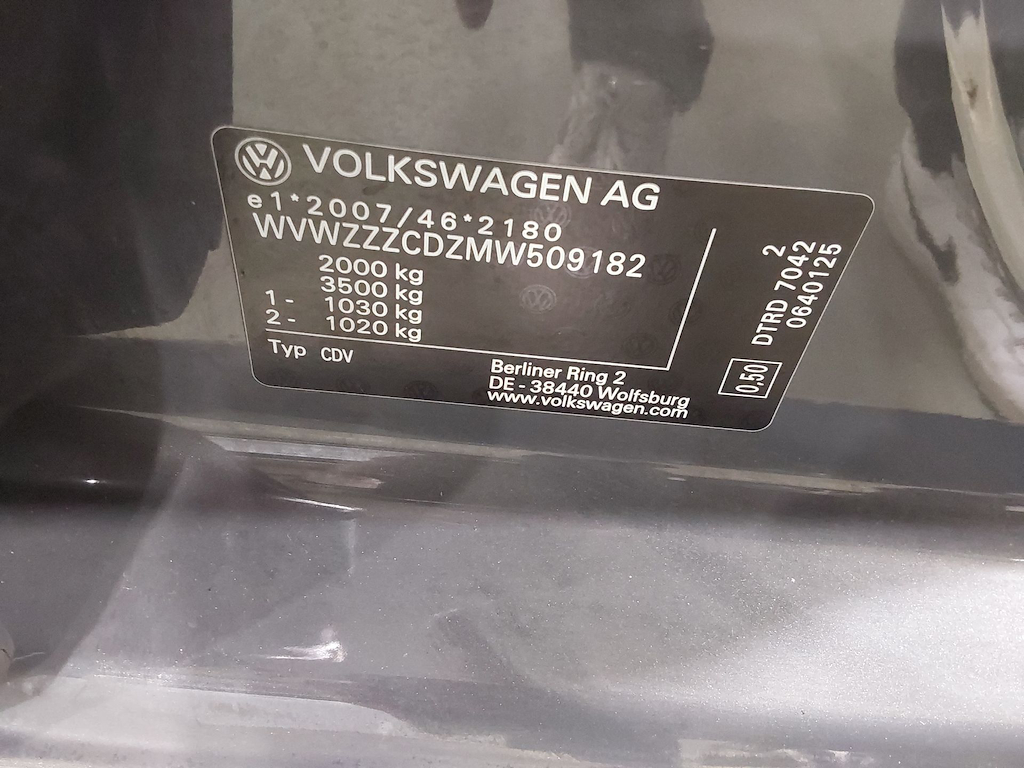 VOLKSWAGEN AG
e1*2007/46*2180
WVWZZZCDZMW509182
2000 kg
3500 kg
1 - 1030 kg
2 - 1020 kg
Typ CDV
Berliner Ring 2
DE - 38440 Wolfsburg
www.volkswagen.com
0.50
2
DTRD 7042
0640125